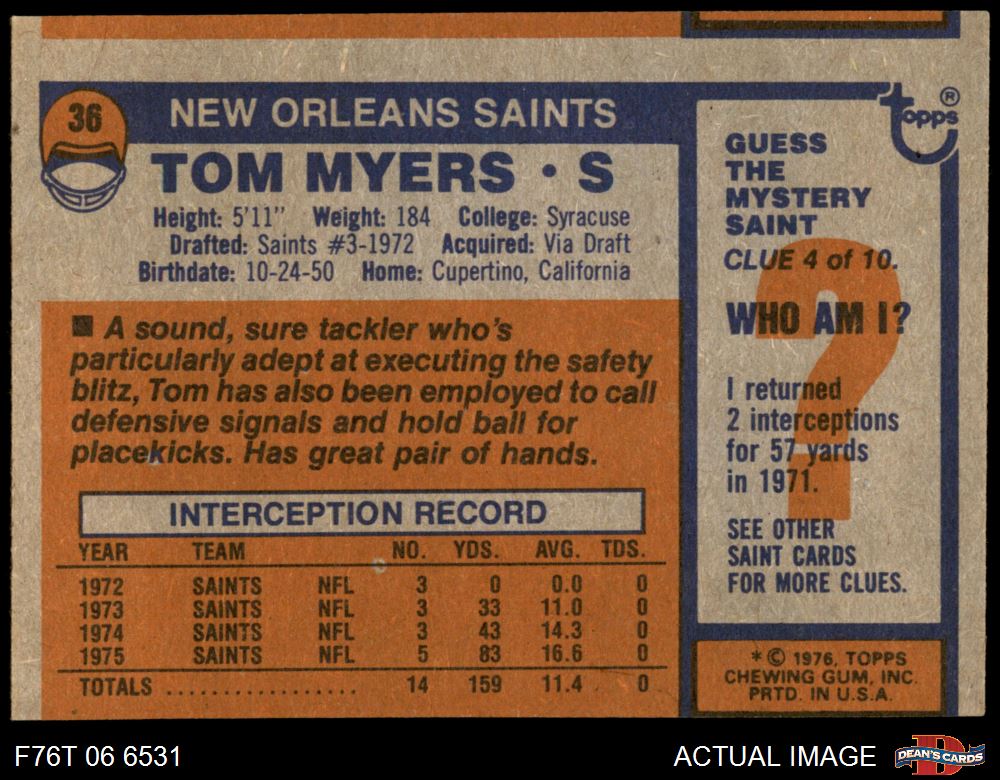 36
NEW ORLEANS SAINTS
TOM MYERS • S
Height: 5'11" Weight: 184 College: Syracuse
Drafted: Saints #3-1972 Acquired: Via Draft
Birthdate: 10-24-50 Home: Cupertino, California
■ A sound, sure tackler who's
particularly adept at executing the safety
blitz, Tom has also been employed to call
defensive signals and hold ball for
placekicks. Has great pair of hands.
INTERCEPTION RECORD
YEAR TEAM NO. YDS. AVG. TDS.
1972 SAINTS NFL 3 0 0.0 0
1973 SAINTS NFL 3 33 11.0 0
1974 SAINTS NFL 3 43 14.3 0
1975 SAINTS NFL 5 83 16.6 0
TOTALS .................. 14 159 11.4 0
topps ®
GUESS
THE
MYSTERY
SAINT
CLUE 4 of 10.
WHO AM I?
?
I returned
2 interceptions
for 57 yards
in 1971.
SEE OTHER
SAINT CARDS
FOR MORE CLUES.
* © 1976, TOPPS
CHEWING GUM, INC.
PRTD. IN U.S.A.
F76T 06 6531
ACTUAL IMAGE
D
DEAN'S CARDS